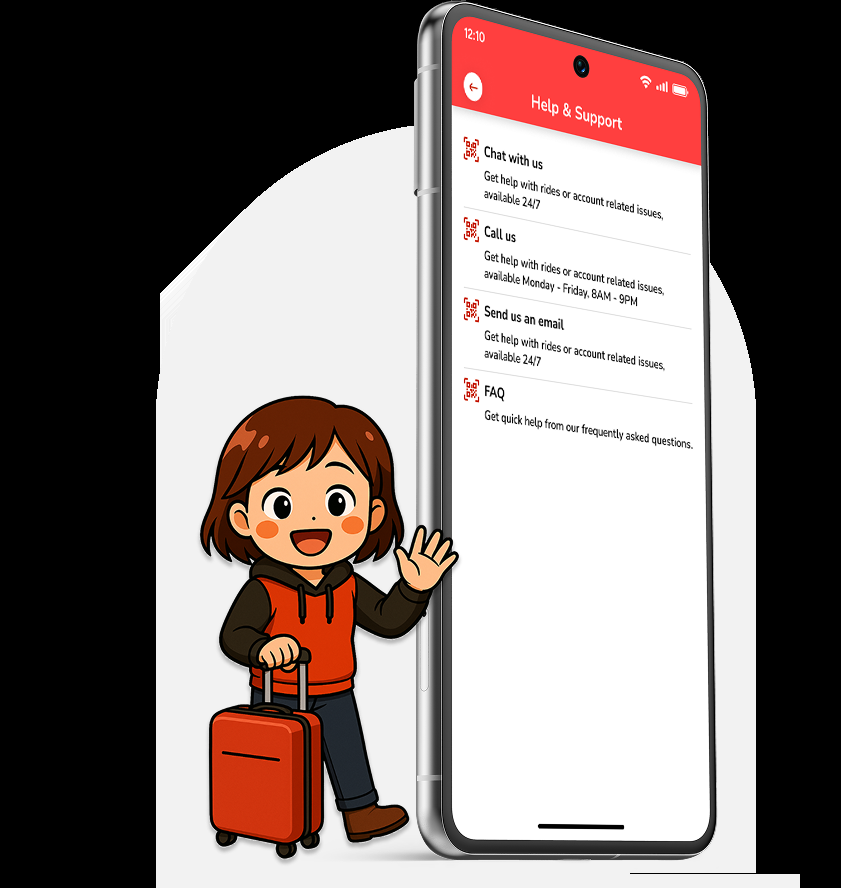 12:10
Help & Support
Chat with us
Get help with rides or account related issues,
available 24/7
Call us
Get help with rides or account related issues,
available Monday - Friday, 8AM - 9PM
Send us an email
Get help with rides or account related issues,
available 24/7
FAQ
Get quick help from our frequently asked questions.